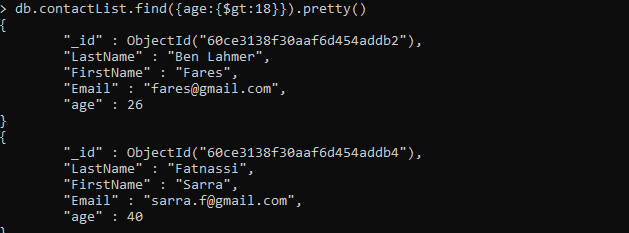 > db.contactList.find({age:{$gt:18}}).pretty()
{
        "_id" : ObjectId("60ce3138f30aaf6d454addb2"),
        "LastName" : "Ben Lahmer",
        "FirstName" : "Fares",
        "Email" : "fares@gmail.com",
        "age" : 26
}
{
        "_id" : ObjectId("60ce3138f30aaf6d454addb4"),
        "LastName" : "Fatnassi",
        "FirstName" : "Sarra",
        "Email" : "sarra.f@gmail.com",
        "age" : 40
}